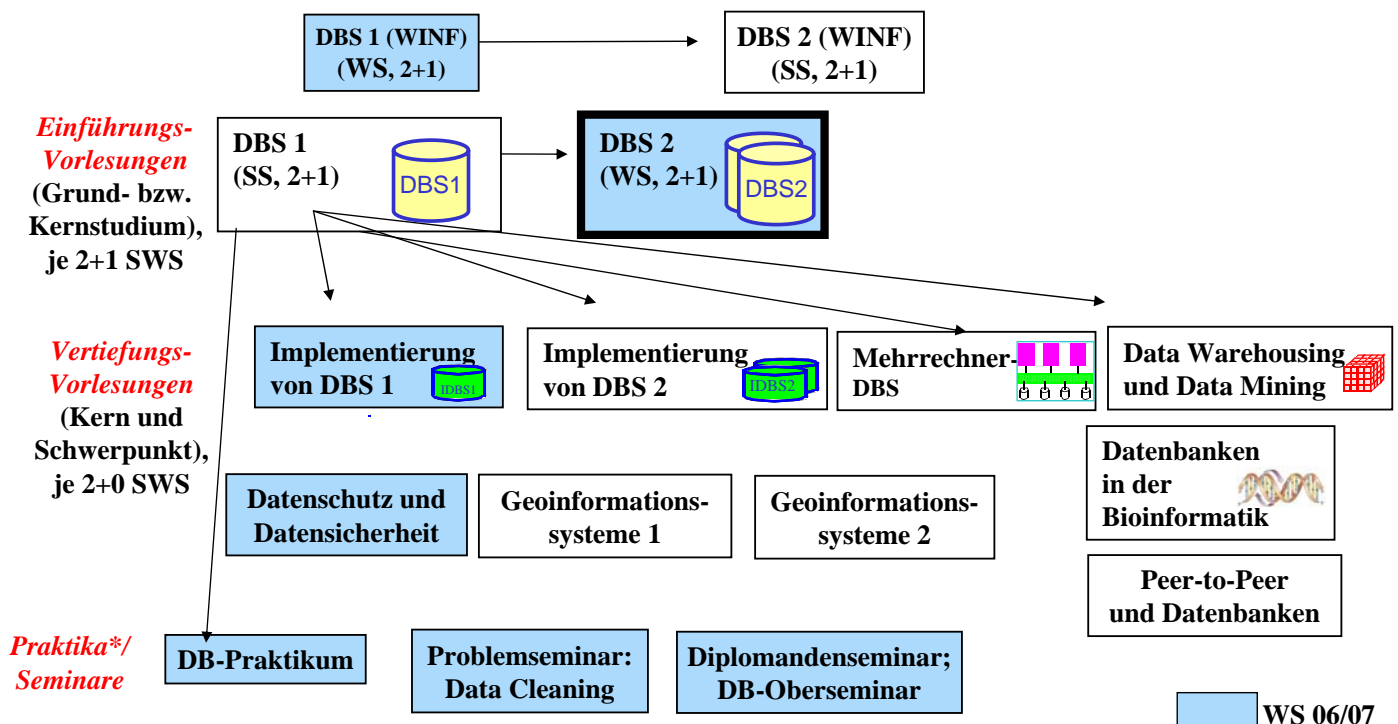 DBS 1 (WINF)
(WS, 2+1)
DBS 2 (WINF)
(SS, 2+1)
Einführungs-
Vorlesungen
(Grund- bzw.
Kernstudium),
je 2+1 SWS
DBS 1
(SS, 2+1)
DBS1
DBS 2
(WS, 2+1)
DBS2
Vertiefungs-
Vorlesungen
(Kern und
Schwerpunkt),
je 2+0 SWS
Implementierung
von DBS 1
IDBS1
Implementierung
von DBS 2
IDBS2
Mehrrechner-
DBS
Data Warehousing
und Data Mining
Datenbanken
in der
Bioinformatik
Datenschutz und
Datensicherheit
Geoinformations-
systeme 1
Geoinformations-
systeme 2
Peer-to-Peer
und Datenbanken
Praktika*/
Seminare
DB-Praktikum
Problemseminar:
Data Cleaning
Diplomandenseminar;
DB-Oberseminar
WS 06/07